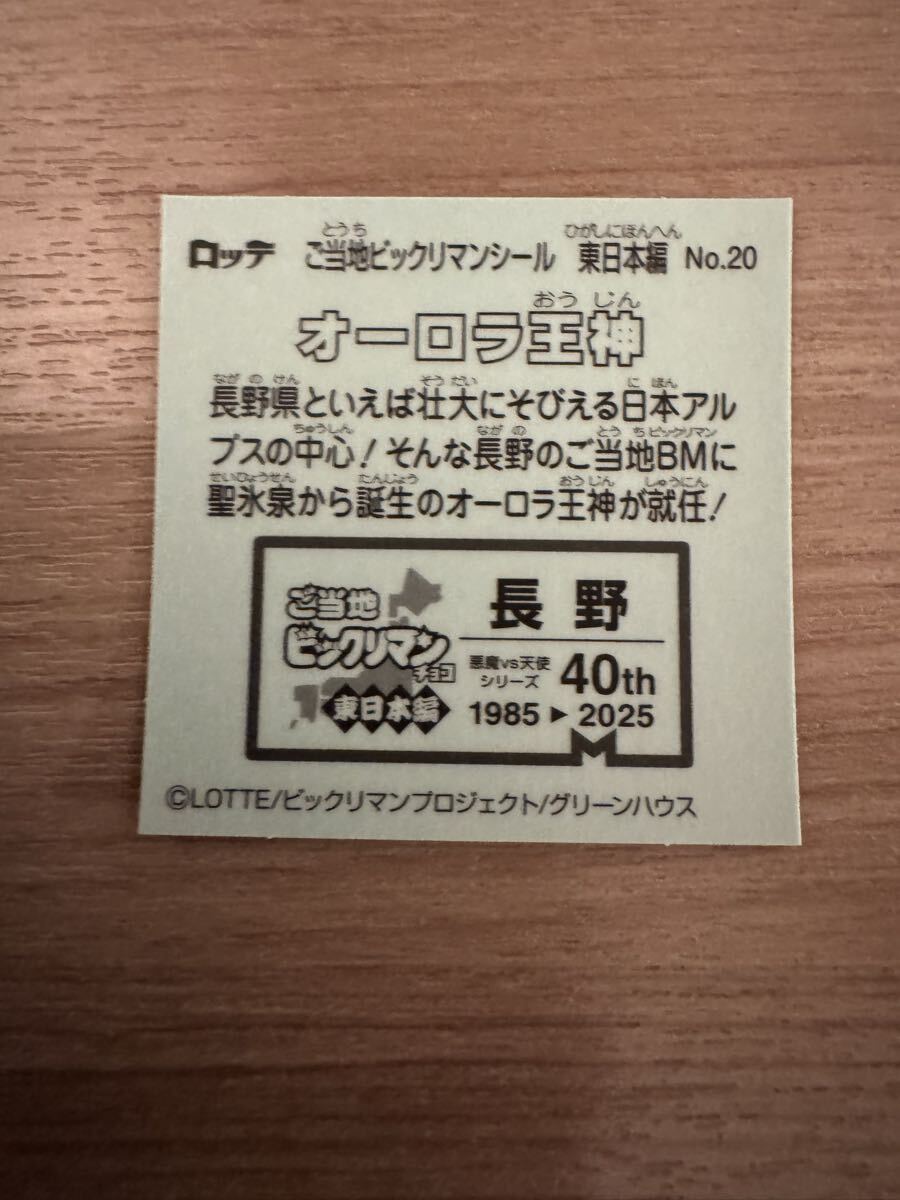 ロッテ ご当地ビックリマンシール 東日本編 No.20
とうち ひがしにほんへん
おう じん
オーロラ王神
ながのけん そうだい にほん
長野県といえば壮大にそびえる日本アル
ちゅうしん ながの とうち ビックリマン
プスの中心!そんな長野のご当地BMに
せいひょうせん たんじょう おうじん しゅうにん
聖氷泉から誕生のオーロラ王神が就任!
ご当地
ビックリマン
チョコ
東日本編
長野
悪魔vs天使
シリーズ
40th
1985▶2025
©LOTTE/ビックリマンプロジェクト/グリーンハウス